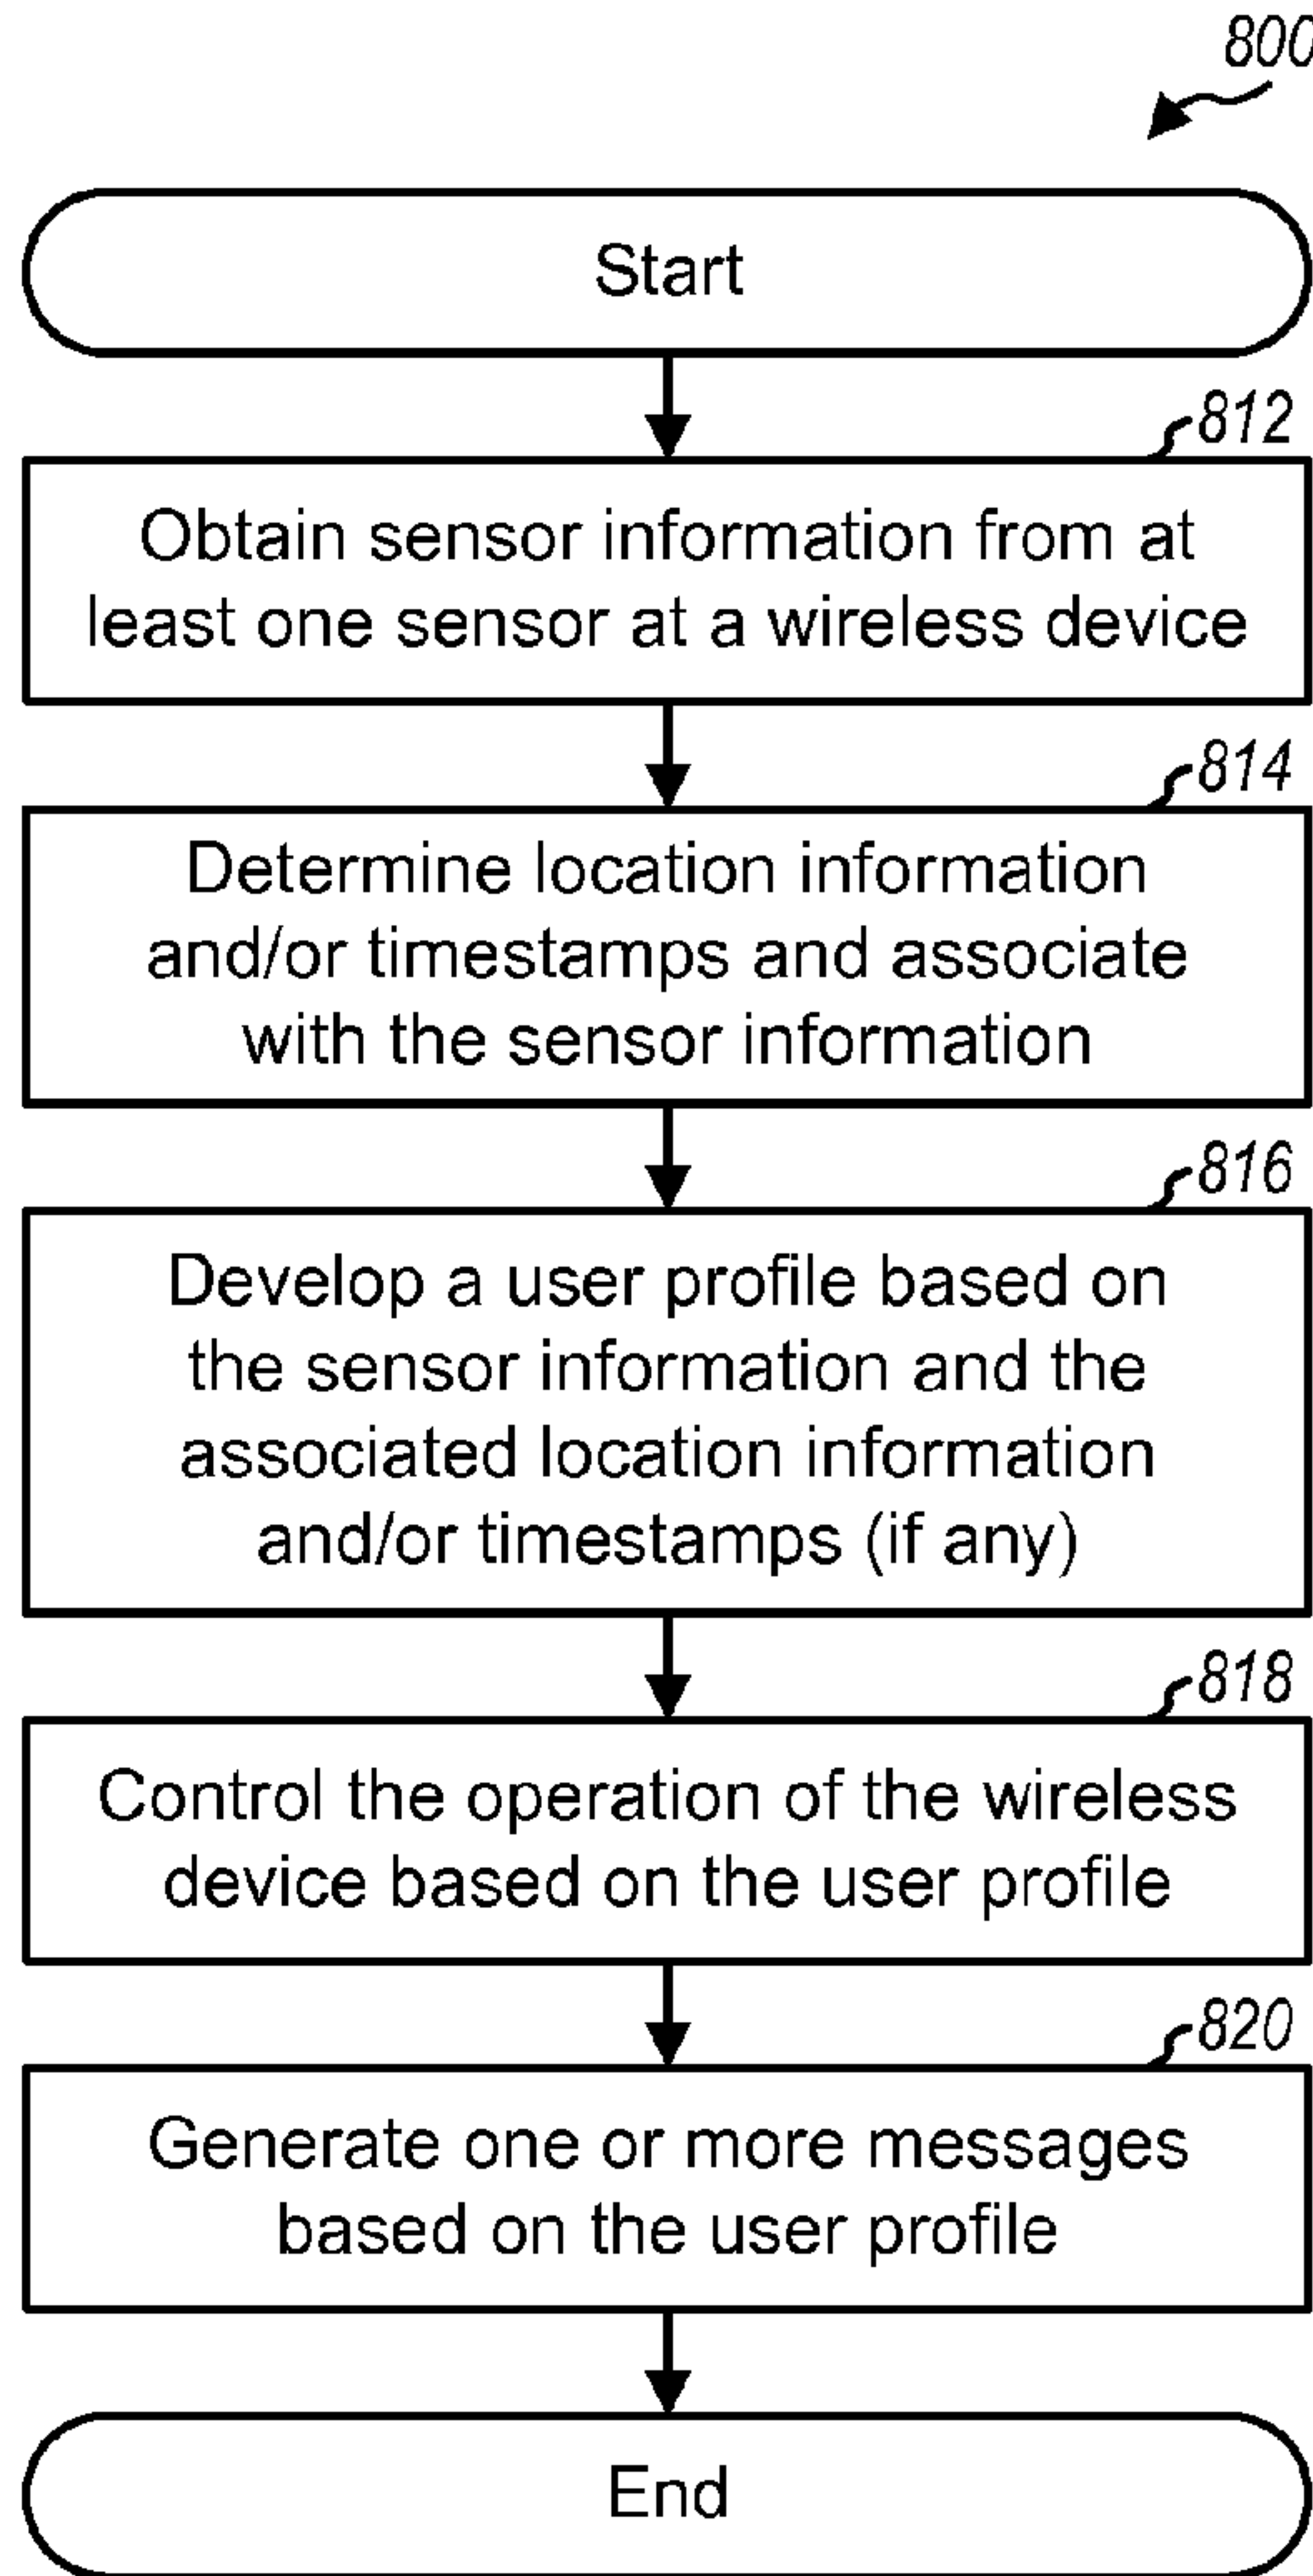 800
Start
812
Obtain sensor information from at
least one sensor at a wireless device
814
Determine location information
and/or timestamps and associate
with the sensor information
816
Develop a user profile based on
the sensor information and the
associated location information
and/or timestamps (if any)
818
Control the operation of the wireless
device based on the user profile
820
Generate one or more messages
based on the user profile
End